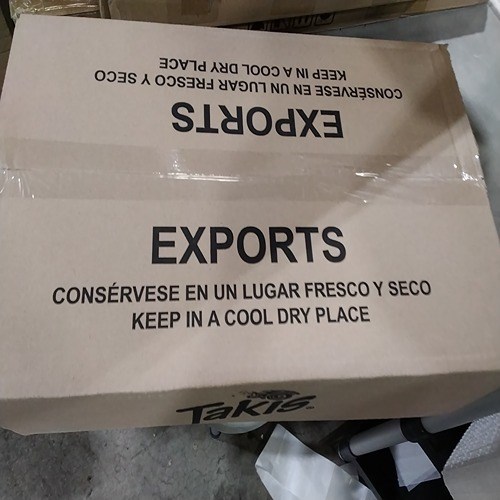 KEEP IN A COOL DRY PLACE
CONSÉRVESE EN UN LUGAR FRESCO Y SECO
EXPORTS
EXPORTS
CONSÉRVESE EN UN LUGAR FRESCO Y SECO
KEEP IN A COOL DRY PLACE
Takis